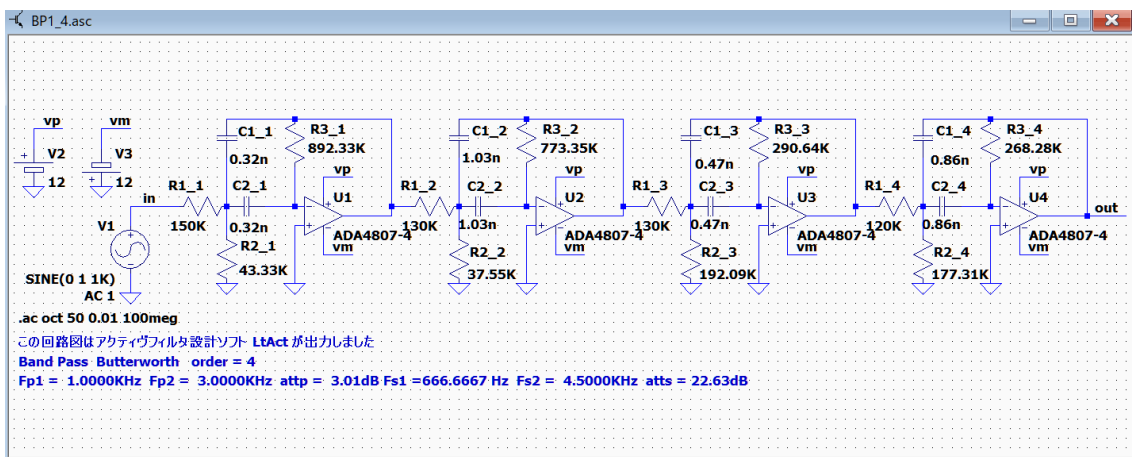 BP1_4.asc
vp
vm
V2
V3
12
12
in
V1
SINE(0 1 1K)
AC 1
R1_1
150K
C1_1
0.32n
R3_1
892.33K
C2_1
0.32n
R2_1
43.33K
vp
U1
ADA4807-4
vm
R1_2
130K
C1_2
1.03n
R3_2
773.35K
C2_2
1.03n
R2_2
37.55K
vp
U2
ADA4807-4
vm
R1_3
130K
C1_3
0.47n
R3_3
290.64K
C2_3
0.47n
R2_3
192.09K
vp
U3
ADA4807-4
vm
R1_4
120K
C1_4
0.86n
R3_4
268.28K
C2_4
0.86n
R2_4
177.31K
vp
U4
ADA4807-4
vm
out
.ac oct 50 0.01 100meg
この回路図はアクティヴフィルタ設計ソフト LtAct が出力しました
Band Pass Butterworth order = 4
Fp1 = 1.0000KHz Fp2 = 3.0000KHz attp = 3.01dB Fs1 =666.6667 Hz Fs2 = 4.5000KHz atts = 22.63dB